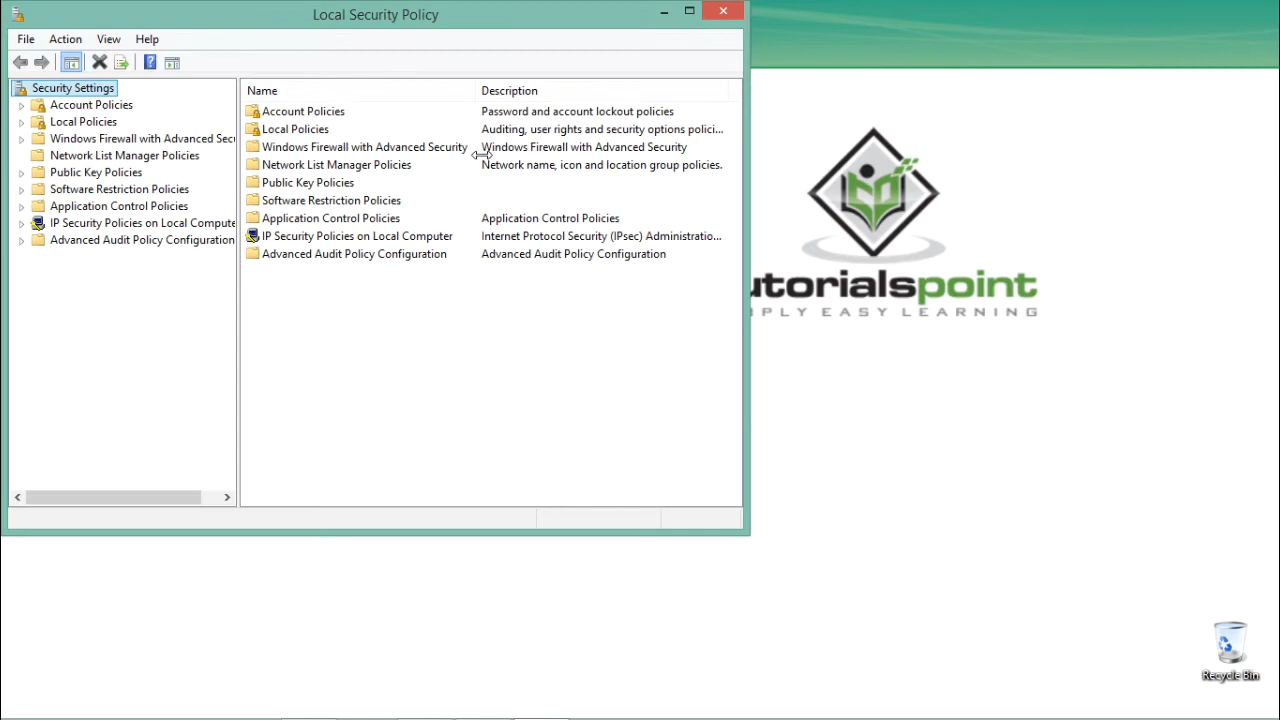 Local Security Policy
File Action View Help
Security Settings
Account Policies
Local Policies
Windows Firewall with Advanced Secu
Network List Manager Policies
Public Key Policies
Software Restriction Policies
Application Control Policies
IP Security Policies on Local Compute
Advanced Audit Policy Configuration
Name Description
Account Policies Password and account lockout policies
Local Policies Auditing, user rights and security options polici...
Windows Firewall with Advanced Security Windows Firewall with Advanced Security
Network List Manager Policies Network name, icon and location group policies.
Public Key Policies
Software Restriction Policies
Application Control Policies Application Control Policies
IP Security Policies on Local Computer Internet Protocol Security (IPsec) Administratio...
Advanced Audit Policy Configuration Advanced Audit Policy Configuration
utorialspoint
PLY EASY LEARNING
Recycle Bin